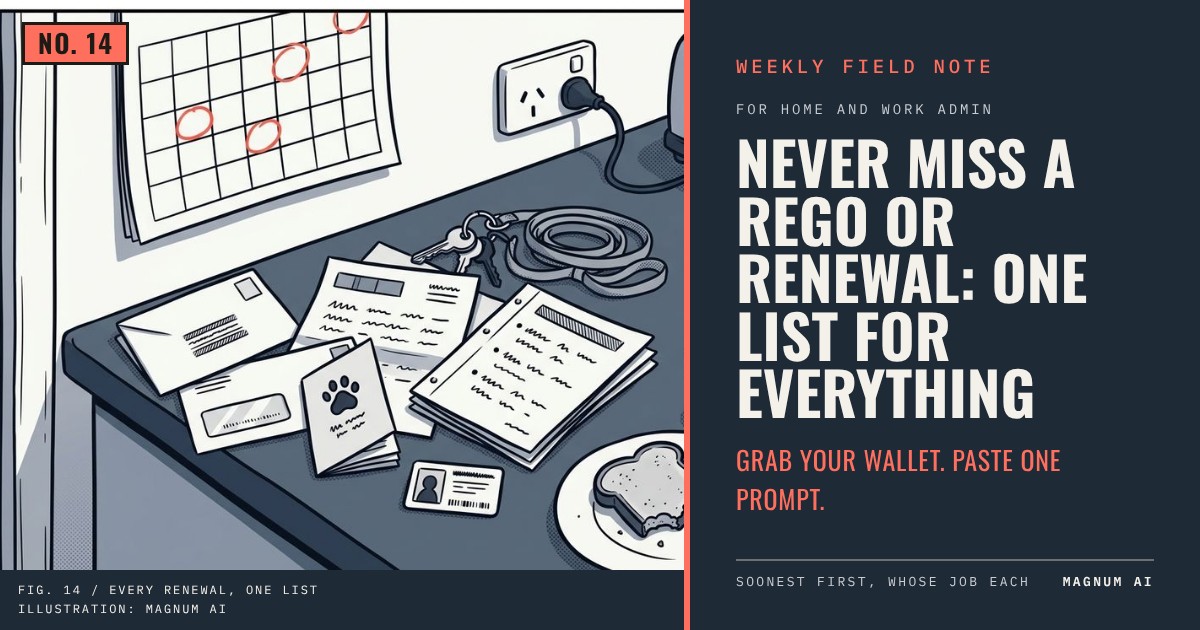 NO. 14
FIG. 14 / EVERY RENEWAL, ONE LIST
ILLUSTRATION: MAGNUM AI
WEEKLY FIELD NOTE
FOR HOME AND WORK ADMIN
NEVER MISS A
REGO OR
RENEWAL: ONE
LIST FOR
EVERYTHING
GRAB YOUR WALLET. PASTE ONE
PROMPT.
SOONEST FIRST, WHOSE JOB EACH MAGNUM AI